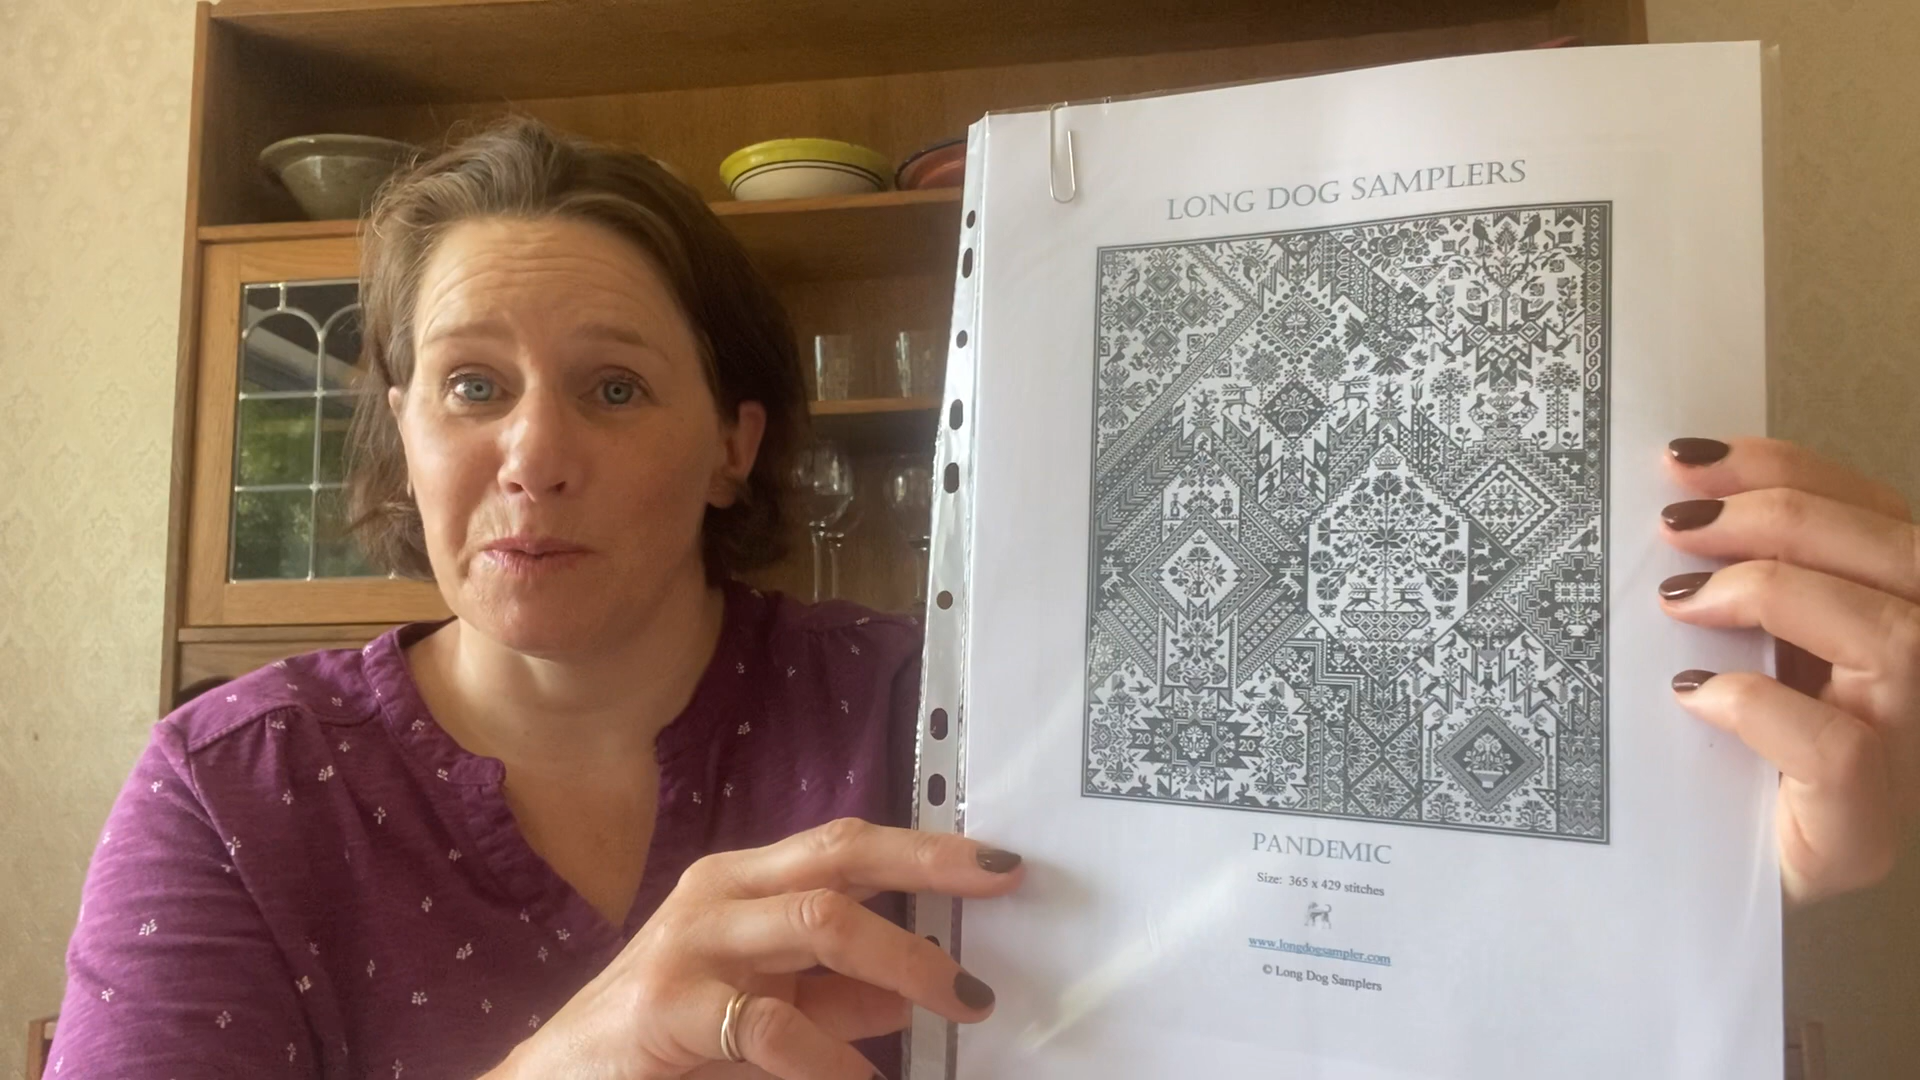 LONG DOG SAMPLERS
J L
20 20
PANDEMIC
Size: 365 x 429 stitches
www.longdogsampler.com
© Long Dog Samplers